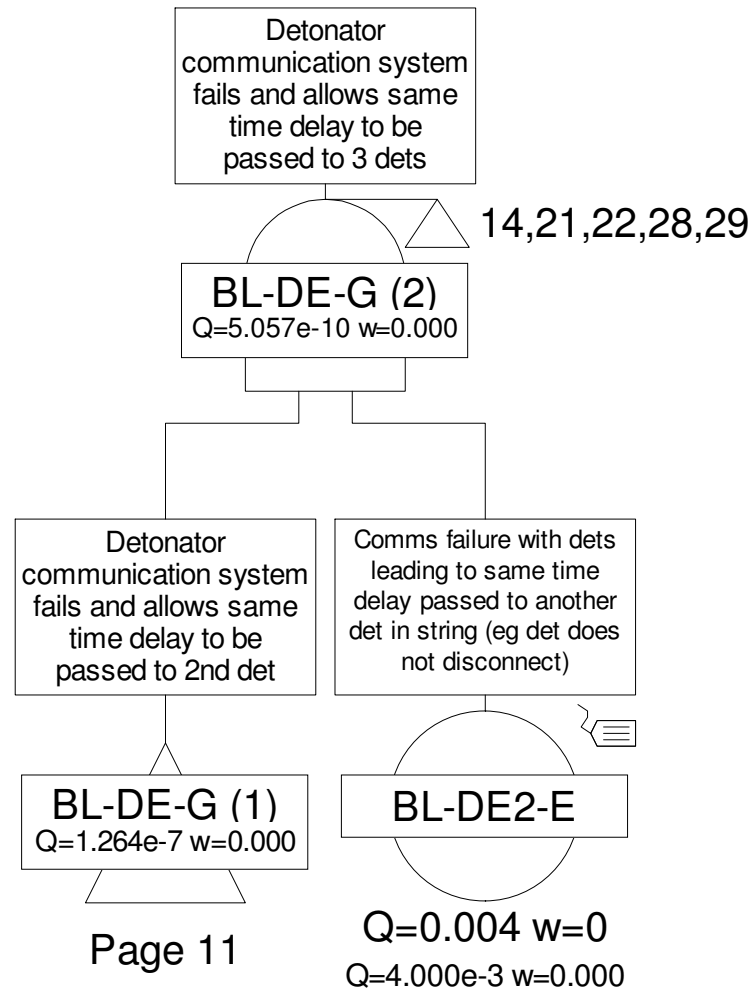 Detonator
communication system
fails and allows same
time delay to be
passed to 3 dets
14,21,22,28,29
BL-DE-G (2)
Q=5.057e-10 w=0.000
Detonator
communication system
fails and allows same
time delay to be
passed to 2nd det
Comms failure with dets
leading to same time
delay passed to another
det in string (eg det does
not disconnect)
BL-DE-G (1)
Q=1.264e-7 w=0.000
BL-DE2-E
Page 11
Q=0.004 w=0
Q=4.000e-3 w=0.000